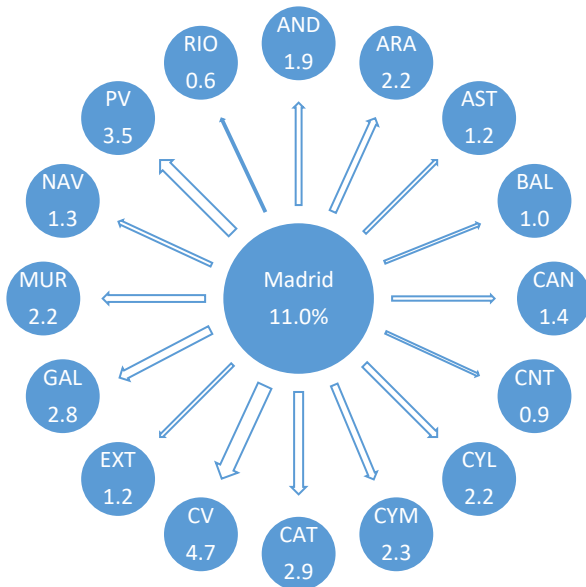 AND
1.9
ARA
2.2
AST
1.2
BAL
1.0
CAN
1.4
CNT
0.9
CYL
2.2
CYM
2.3
CAT
2.9
CV
4.7
EXT
1.2
GAL
2.8
MUR
2.2
NAV
1.3
PV
3.5
RIO
0.6
Madrid
11.0%